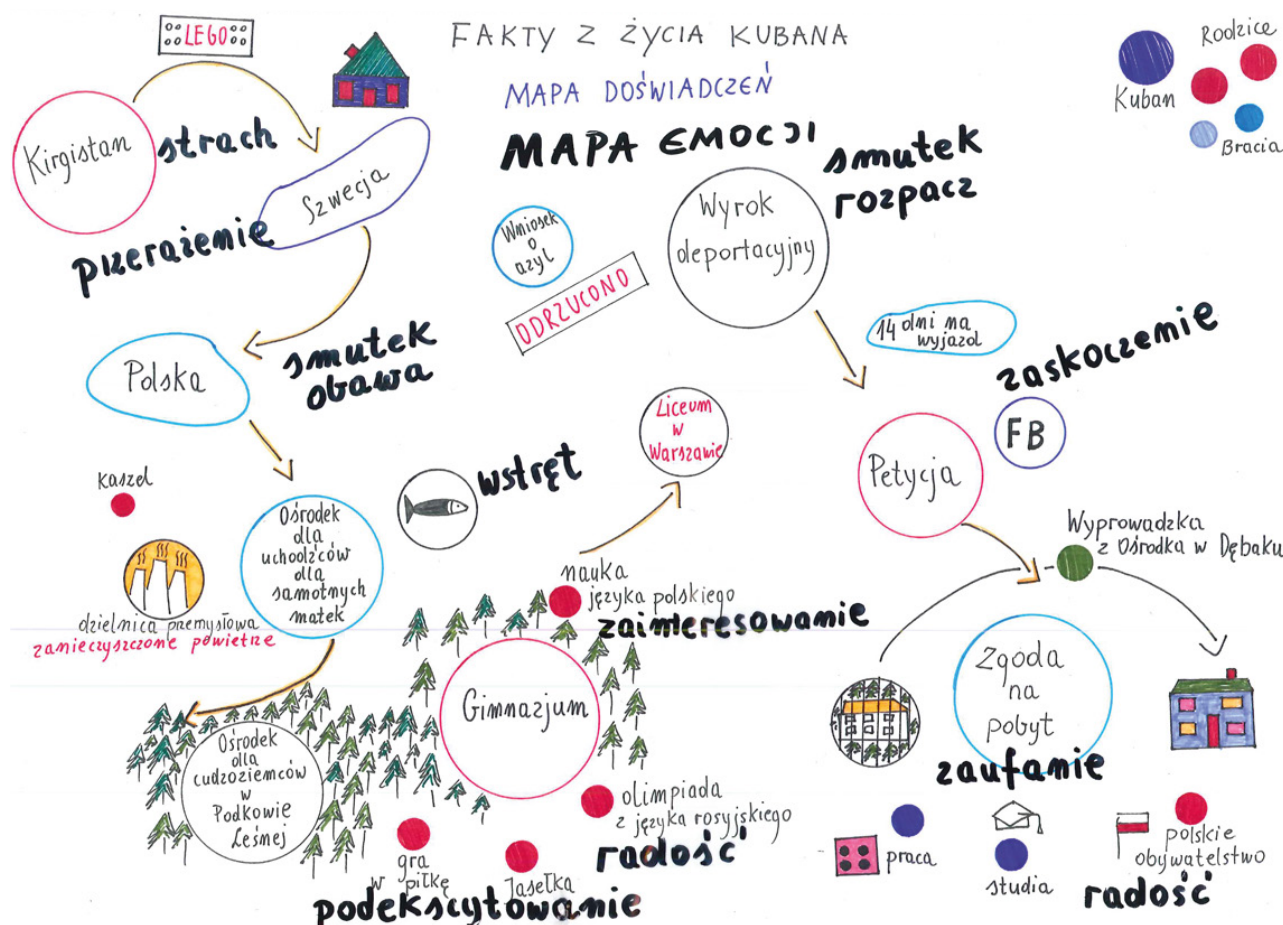 FAKTY Z ŻYCIA KUBANA
MAPA DOŚWIADCZEŃ
MAPA EMOCJI
LEGO
Kirgistan
strach
Szwecja
przerażenie
Polska
smutek
obawa
kaszel
dzielnica przemysłowa
zanieczyszczone powietrze
Ośrodek
dla
uchodźców
dla
samotnych
matek
wstręt
Ośrodek
dla
cudzoziemców
w
Podkowie
Leśnej
Gimnazjum
nauka
języka polskiego
zainteresowanie
olimpiada
z języka rosyjskiego
radość
gra
w piłkę
Jasełka
podekscytowanie
Liceum
w
Warszawie
Wniosek
o
azyl
ODRZUCONO
Wyrok
deportacyjny
smutek
rozpacz
14 dni na
wyjazd
zaskoczenie
Petycja
FB
Wyprowadzka
z Ośrodka w Dębaku
Zgoda
na
pobyt
zaufanie
praca
studia
polskie
obywatelstwo
radość
Kuban
Rodzice
Bracia